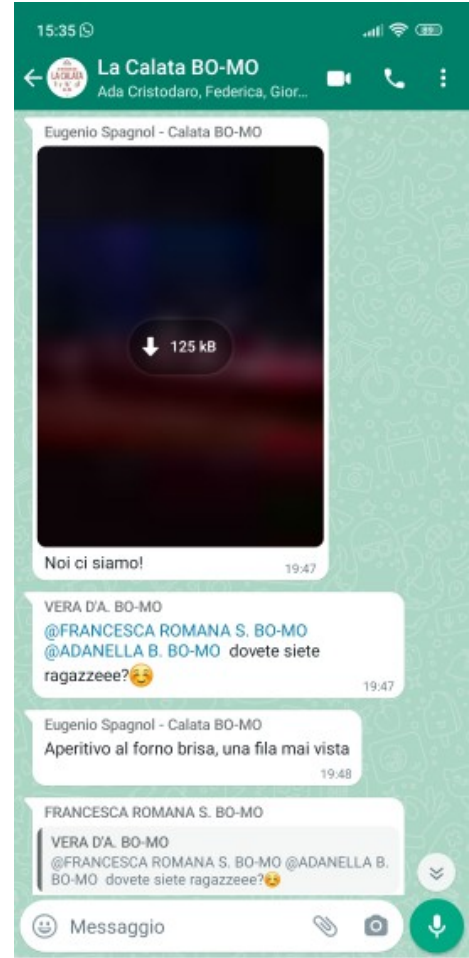 15:35
La Calata BO-MO
Ada Cristodaro, Federica, Gior...
Eugenio Spagnol - Calata BO-MO
125 kB
Noi ci siamo!
19:47
VERA D'A. BO-MO
@FRANCESCA ROMANA S. BO-MO
@ADANELLA B. BO-MO dovete siete
ragazzeee?☺️
19:47
Eugenio Spagnol - Calata BO-MO
Aperitivo al forno brisa, una fila mai vista
19:48
FRANCESCA ROMANA S. BO-MO
VERA D'A. BO-MO
@FRANCESCA ROMANA S. BO-MO @ADANELLA B.
BO-MO dovete siete ragazzeee?☺️
Messaggio